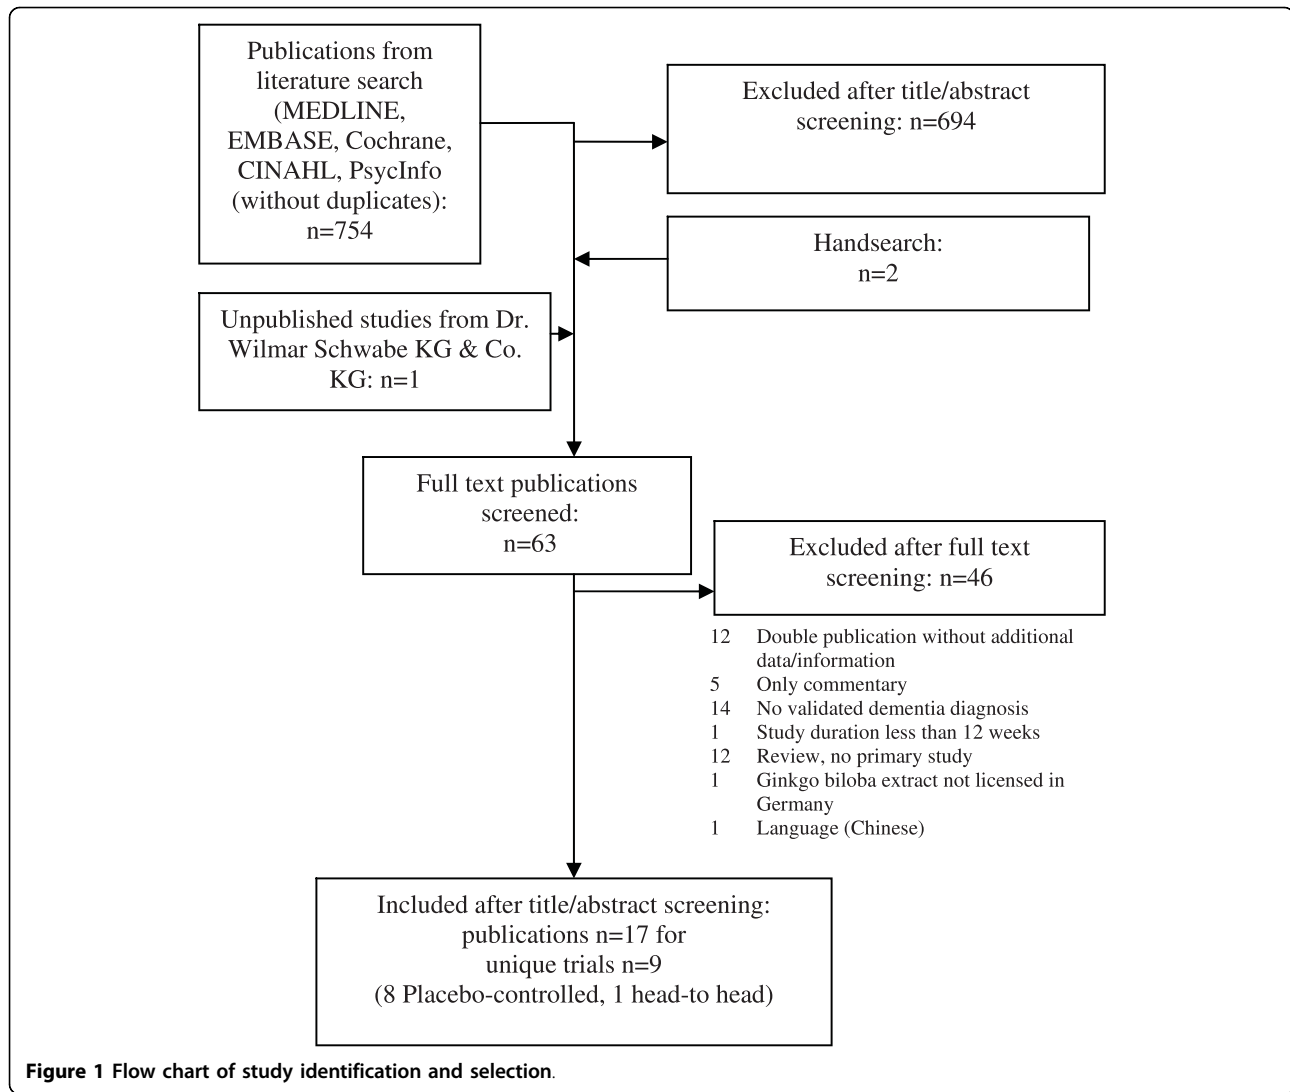 Publications from
literature search
(MEDLINE,
EMBASE, Cochrane,
CINAHL, PsycInfo
(without duplicates):
n=754
Excluded after title/abstract
screening: n=694
Handsearch:
n=2
Unpublished studies from Dr.
Wilmar Schwabe KG & Co.
KG: n=1
Full text publications
screened:
n=63
Excluded after full text
screening: n=46
12 Double publication without additional
data/information
5 Only commentary
14 No validated dementia diagnosis
1 Study duration less than 12 weeks
12 Review, no primary study
1 Ginkgo biloba extract not licensed in
Germany
1 Language (Chinese)
Included after title/abstract screening:
publications n=17 for
unique trials n=9
(8 Placebo-controlled, 1 head-to head)
Figure 1 Flow chart of study identification and selection.